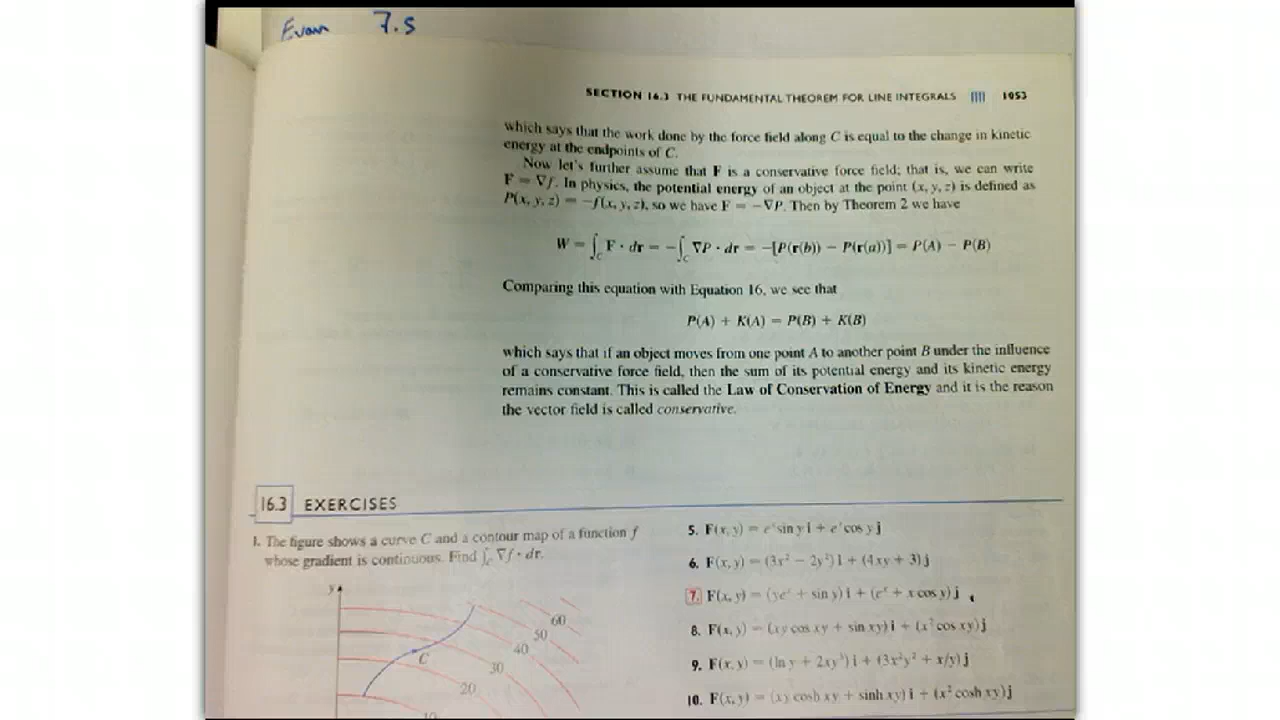 Evan 7.5
SECTION 16.3 THE FUNDAMENTAL THEOREM FOR LINE INTEGRALS |||| 1053
which says that the work done by the force field along C is equal to the change in kinetic
energy at the endpoints of C.
Now let's further assume that F is a conservative force field; that is, we can write
F = ∇f. In physics, the potential energy of an object at the point (x, y, z) is defined as
P(x, y, z) = −f(x, y, z), so we have F = −∇P. Then by Theorem 2 we have
W = ∫_C F · dr = −∫_C ∇P · dr = −[P(r(b)) − P(r(a))] = P(A) − P(B)
Comparing this equation with Equation 16, we see that
P(A) + K(A) = P(B) + K(B)
which says that if an object moves from one point A to another point B under the influence
of a conservative force field, then the sum of its potential energy and its kinetic energy
remains constant. This is called the Law of Conservation of Energy and it is the reason
the vector field is called conservative.
16.3 EXERCISES
1. The figure shows a curve C and a contour map of a function f
whose gradient is continuous. Find ∫_C ∇f · dr.
y
C
60
50
40
30
20
10
5. F(x, y) = eˣ sin y i + eˣ cos y j
6. F(x, y) = (3x² − 2y²) i + (4xy + 3) j
7. F(x, y) = (yeˣ + sin y) i + (eˣ + x cos y) j
8. F(x, y) = (xy cos xy + sin xy) i + (x² cos xy) j
9. F(x, y) = (ln y + 2xy³) i + (3x²y² + x/y) j
10. F(x, y) = (xy cosh xy + sinh xy) i + (x² cosh xy) j